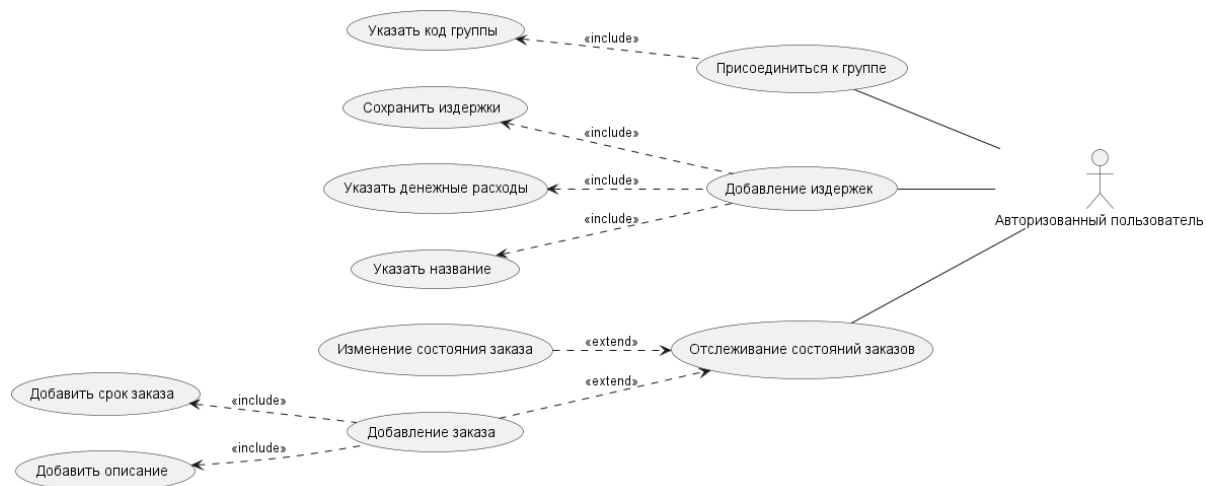 Указать код группы
«include»
Присоединиться к группе
Сохранить издержки
«include»
Указать денежные расходы
«include»
Добавление издержек
«include»
Указать название
Авторизованный пользователь
Изменение состояния заказа
«extend»
Отслеживание состояний заказов
«extend»
Добавить срок заказа
«include»
Добавление заказа
«include»
Добавить описание